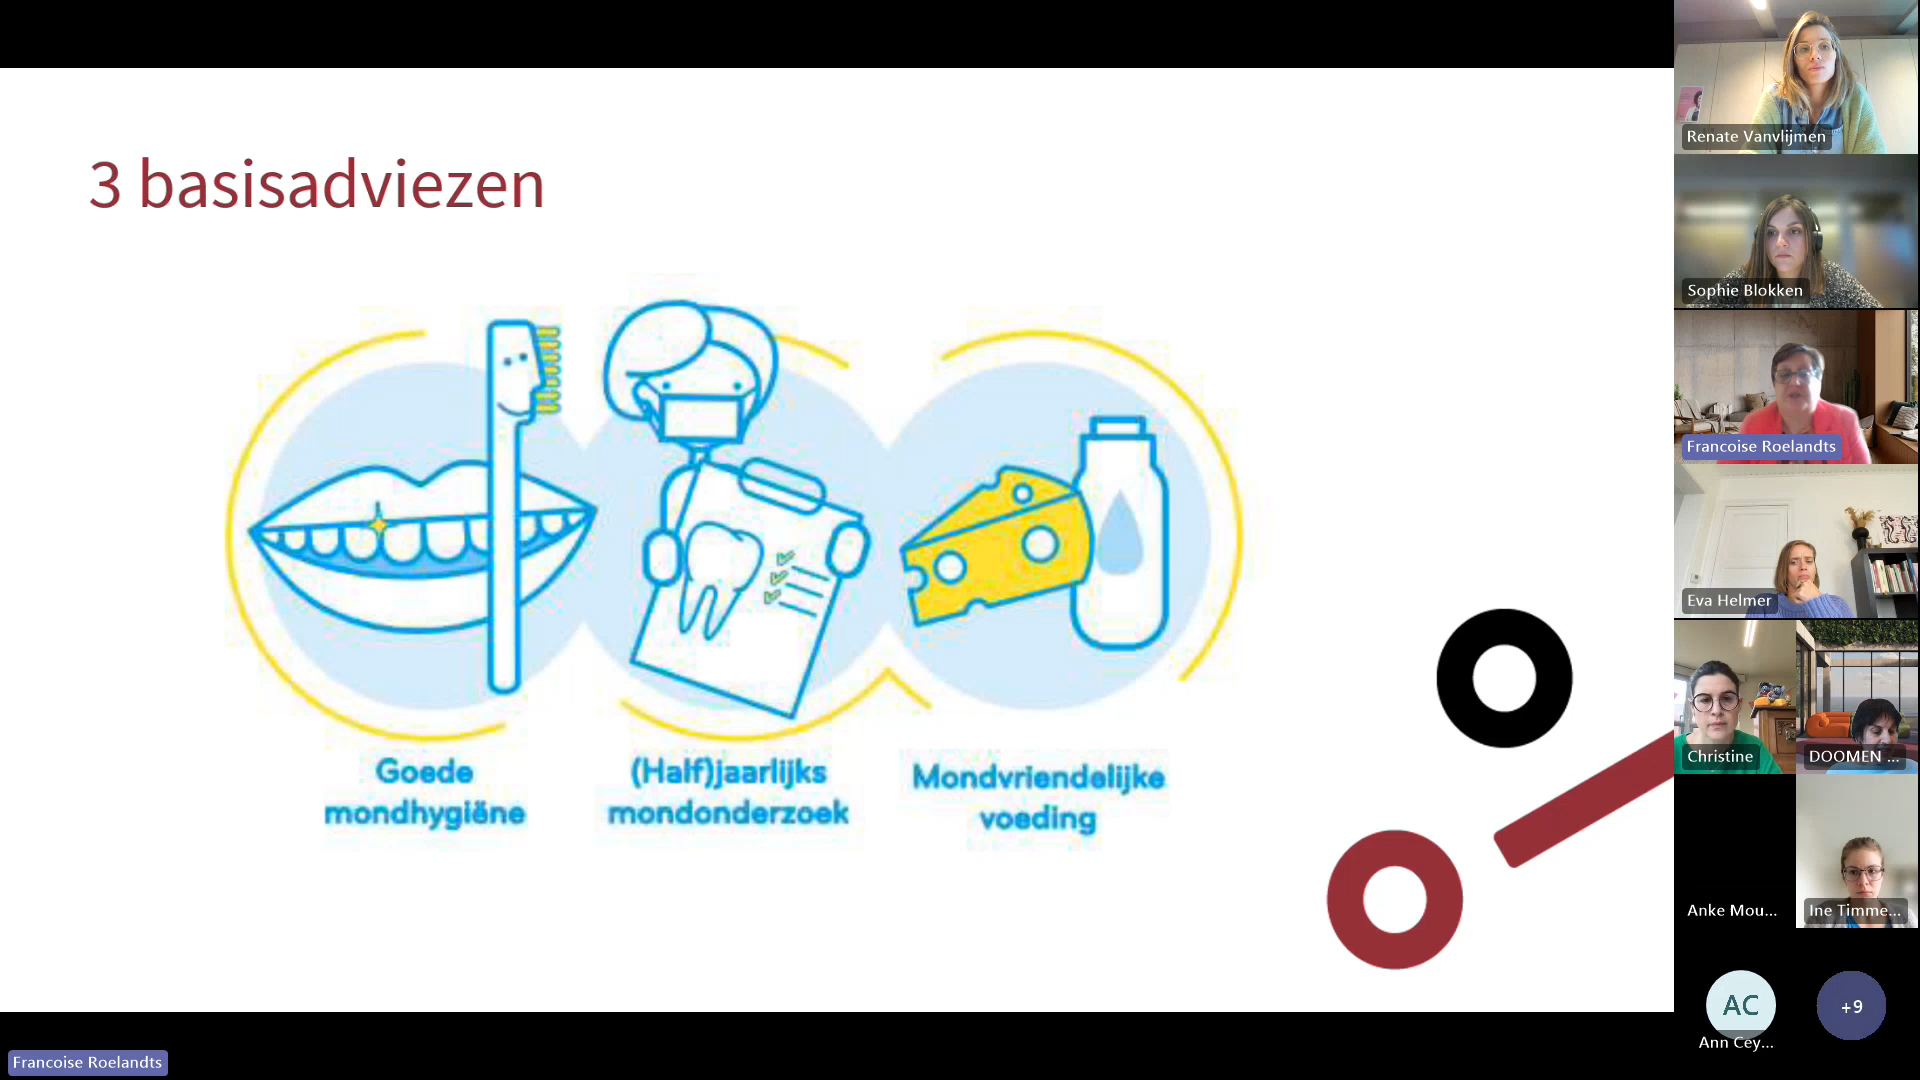 3 basisadviezen
Goede
mondhygiëne
(Half)jaarlijks
mondonderzoek
Mondvriendelijke
voeding
Renate Vanvlijmen
Sophie Blokken
Francoise Roelandts
Eva Helmer
Christine
DOOMEN ...
Anke Mou...
Ine Timme...
AC
Ann Cey...
+9
Francoise Roelandts